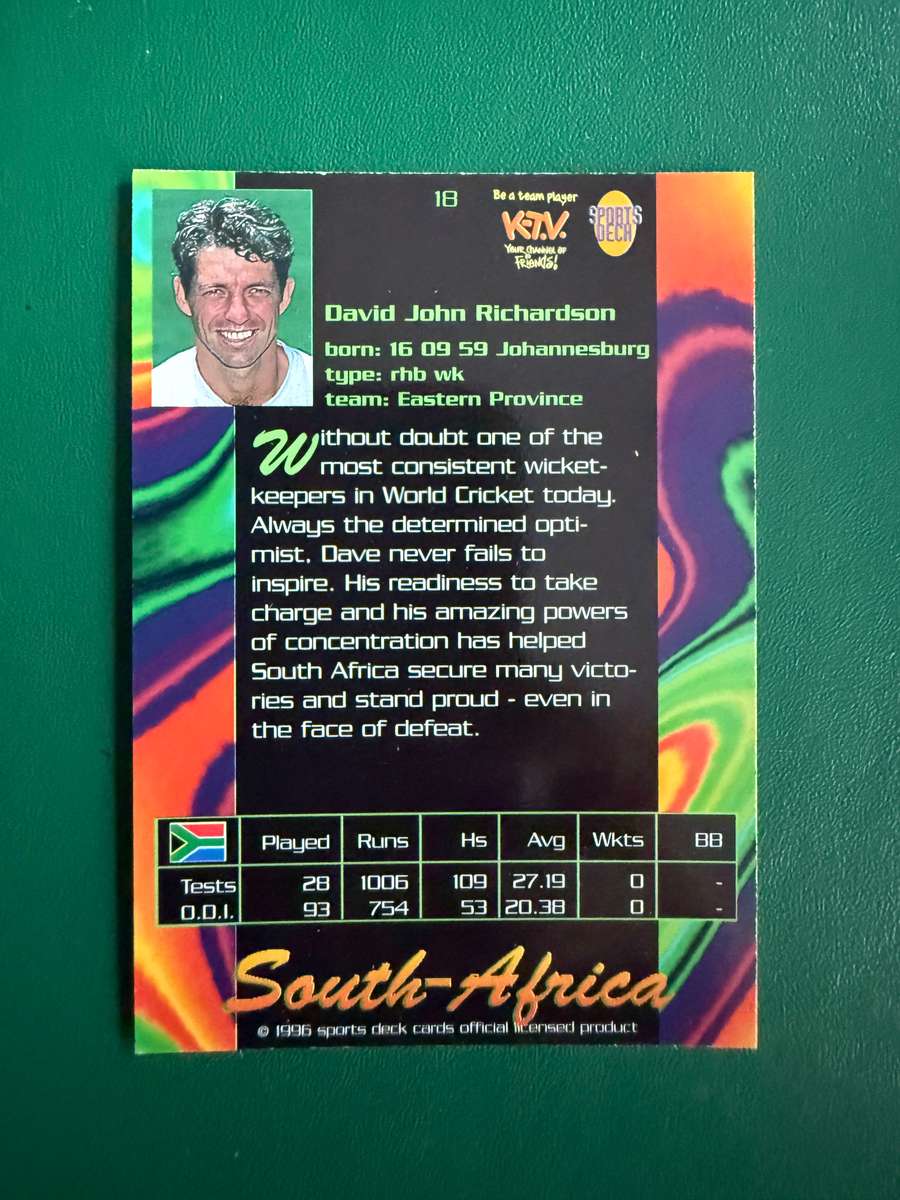 18
Be a team player
K-T.V.
YOUR CHANNEL OF
FRIENDS!
SPORTS
DECK
David John Richardson
born: 16 09 59 Johannesburg
type: rhb wk
team: Eastern Province
Without doubt one of the
most consistent wicket-
keepers in World Cricket today.
Always the determined opti-
mist, Dave never fails to
inspire. His readiness to take
charge and his amazing powers
of concentration has helped
South Africa secure many victo-
ries and stand proud - even in
the face of defeat.
Played Runs Hs Avg Wkts BB
Tests 28 1006 109 27.19 0 -
O.D.I. 93 754 53 20.38 0 -
South-Africa
© 1996 sports deck cards official licensed product